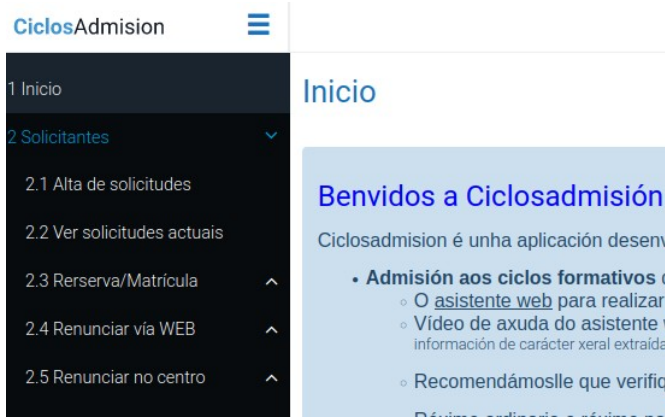 CiclosAdmision
1 Inicio
2 Solicitantes
2.1 Alta de solicitudes
2.2 Ver solicitudes actuais
2.3 Rerserva/Matrícula
2.4 Renunciar vía WEB
2.5 Renunciar no centro
Inicio
Benvidos a Ciclosadmisión
Ciclosadmision é unha aplicación
Admisión aos ciclos formativos
O asistente web para realizar
Vídeo de axuda do asistente
información de carácter xeral extraída
Recomendámoslle que